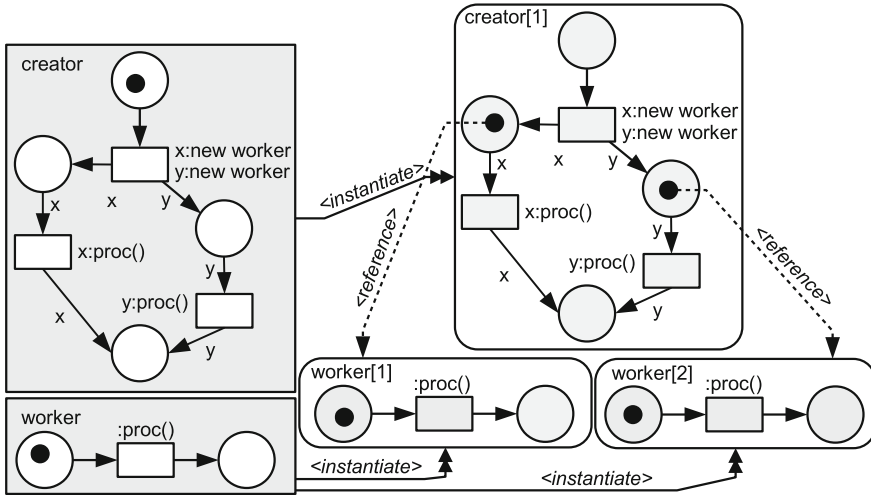 creator
x:new worker
y:new worker
x
x
y
x:proc()
y
y:proc()
x
y
worker
:proc()
<instantiate>
creator[1]
x:new worker
y:new worker
x
x
y
x:proc()
y
y:proc()
x
y
<reference>
<reference>
worker[1]
:proc()
worker[2]
:proc()
<instantiate>
<instantiate>